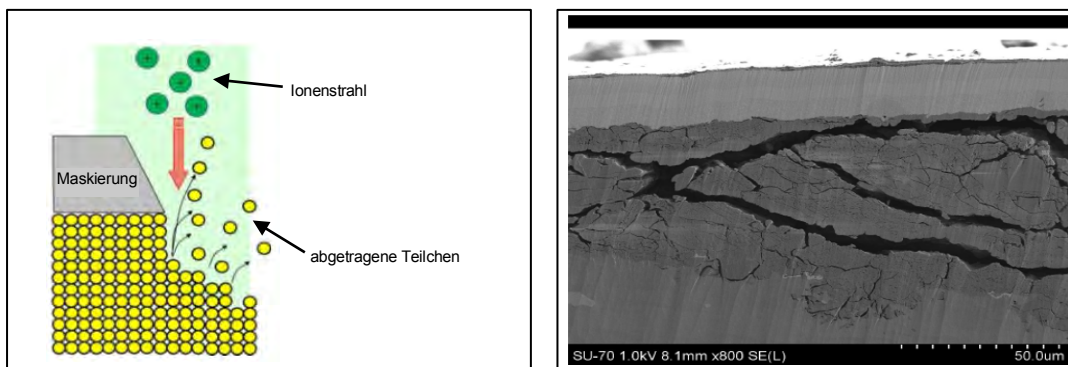 Ionenstrahl
Maskierung
abgetragene Teilchen
SU-70 1.0kV 8.1mm x800 SE(L)
50.0um